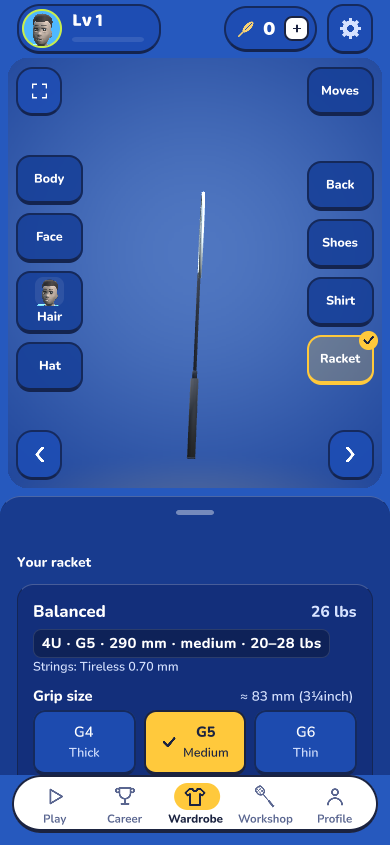 Lv 1
0
+
Moves
Body
Back
Face
Shoes
Hair
Shirt
Hat
Racket
Your racket
Balanced
26 lbs
4U · G5 · 290 mm · medium · 20–28 lbs
Strings: Tireless 0.70 mm
Grip size
≈ 83 mm (3¼inch)
G4
Thick
G5
Medium
G6
Thin
Play
Career
Wardrobe
Workshop
Profile